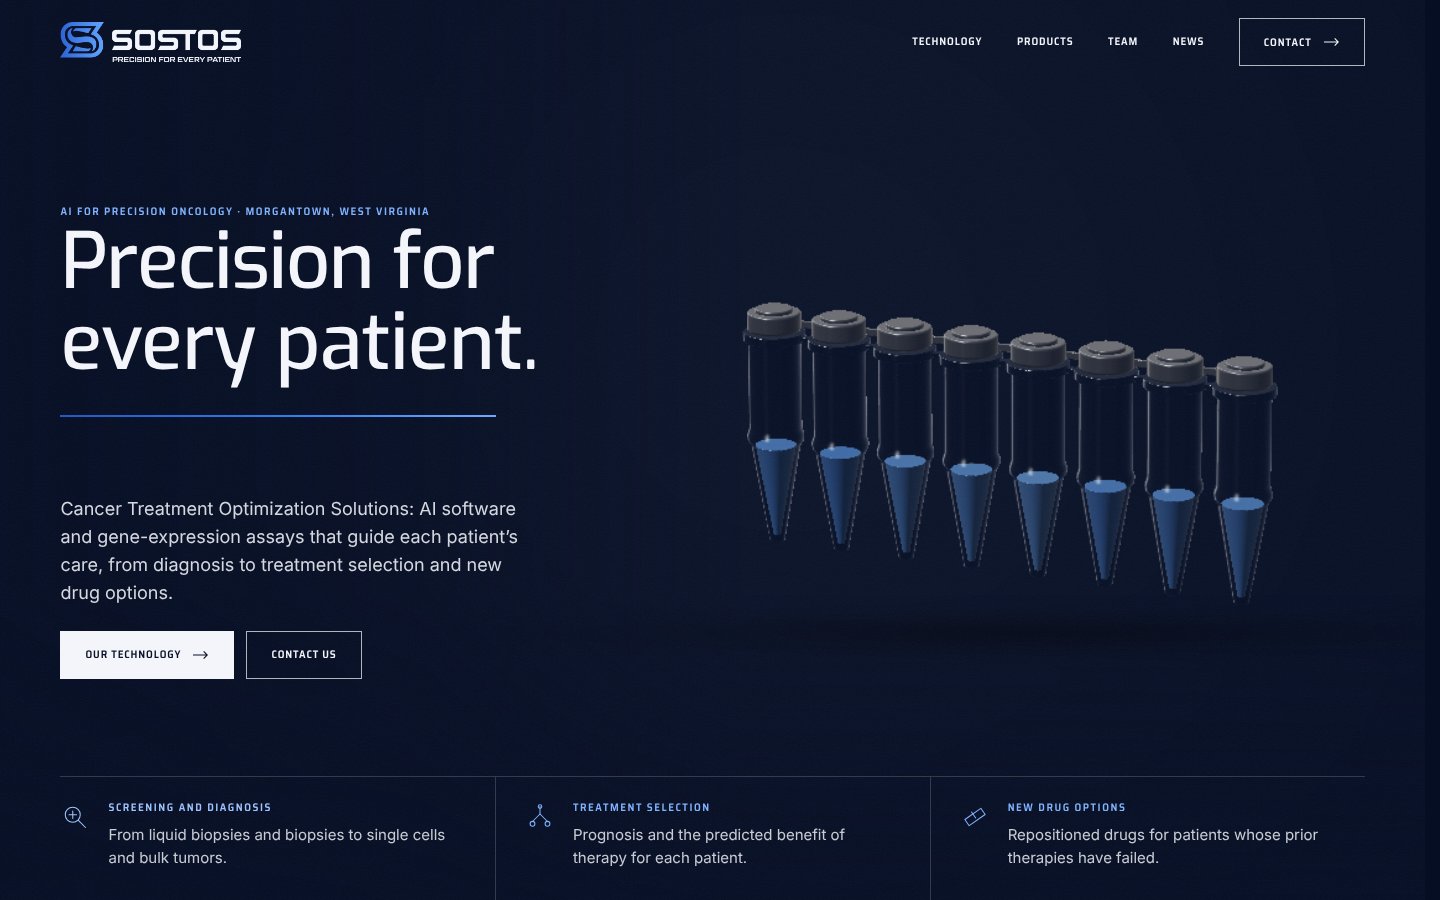 SOSTOS
PRECISION FOR EVERY PATIENT
TECHNOLOGY
PRODUCTS
TEAM
NEWS
CONTACT
AI FOR PRECISION ONCOLOGY · MORGANTOWN, WEST VIRGINIA
Precision for
every patient.
Cancer Treatment Optimization Solutions: AI software
and gene-expression assays that guide each patient’s
care, from diagnosis to treatment selection and new
drug options.
OUR TECHNOLOGY
CONTACT US
SCREENING AND DIAGNOSIS
From liquid biopsies and biopsies to single cells
and bulk tumors.
TREATMENT SELECTION
Prognosis and the predicted benefit of
therapy for each patient.
NEW DRUG OPTIONS
Repositioned drugs for patients whose prior
therapies have failed.